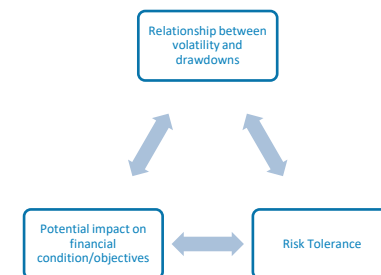 Relationship between
volatility and
drawdowns
Potential impact on
financial
condition/objectives
Risk Tolerance